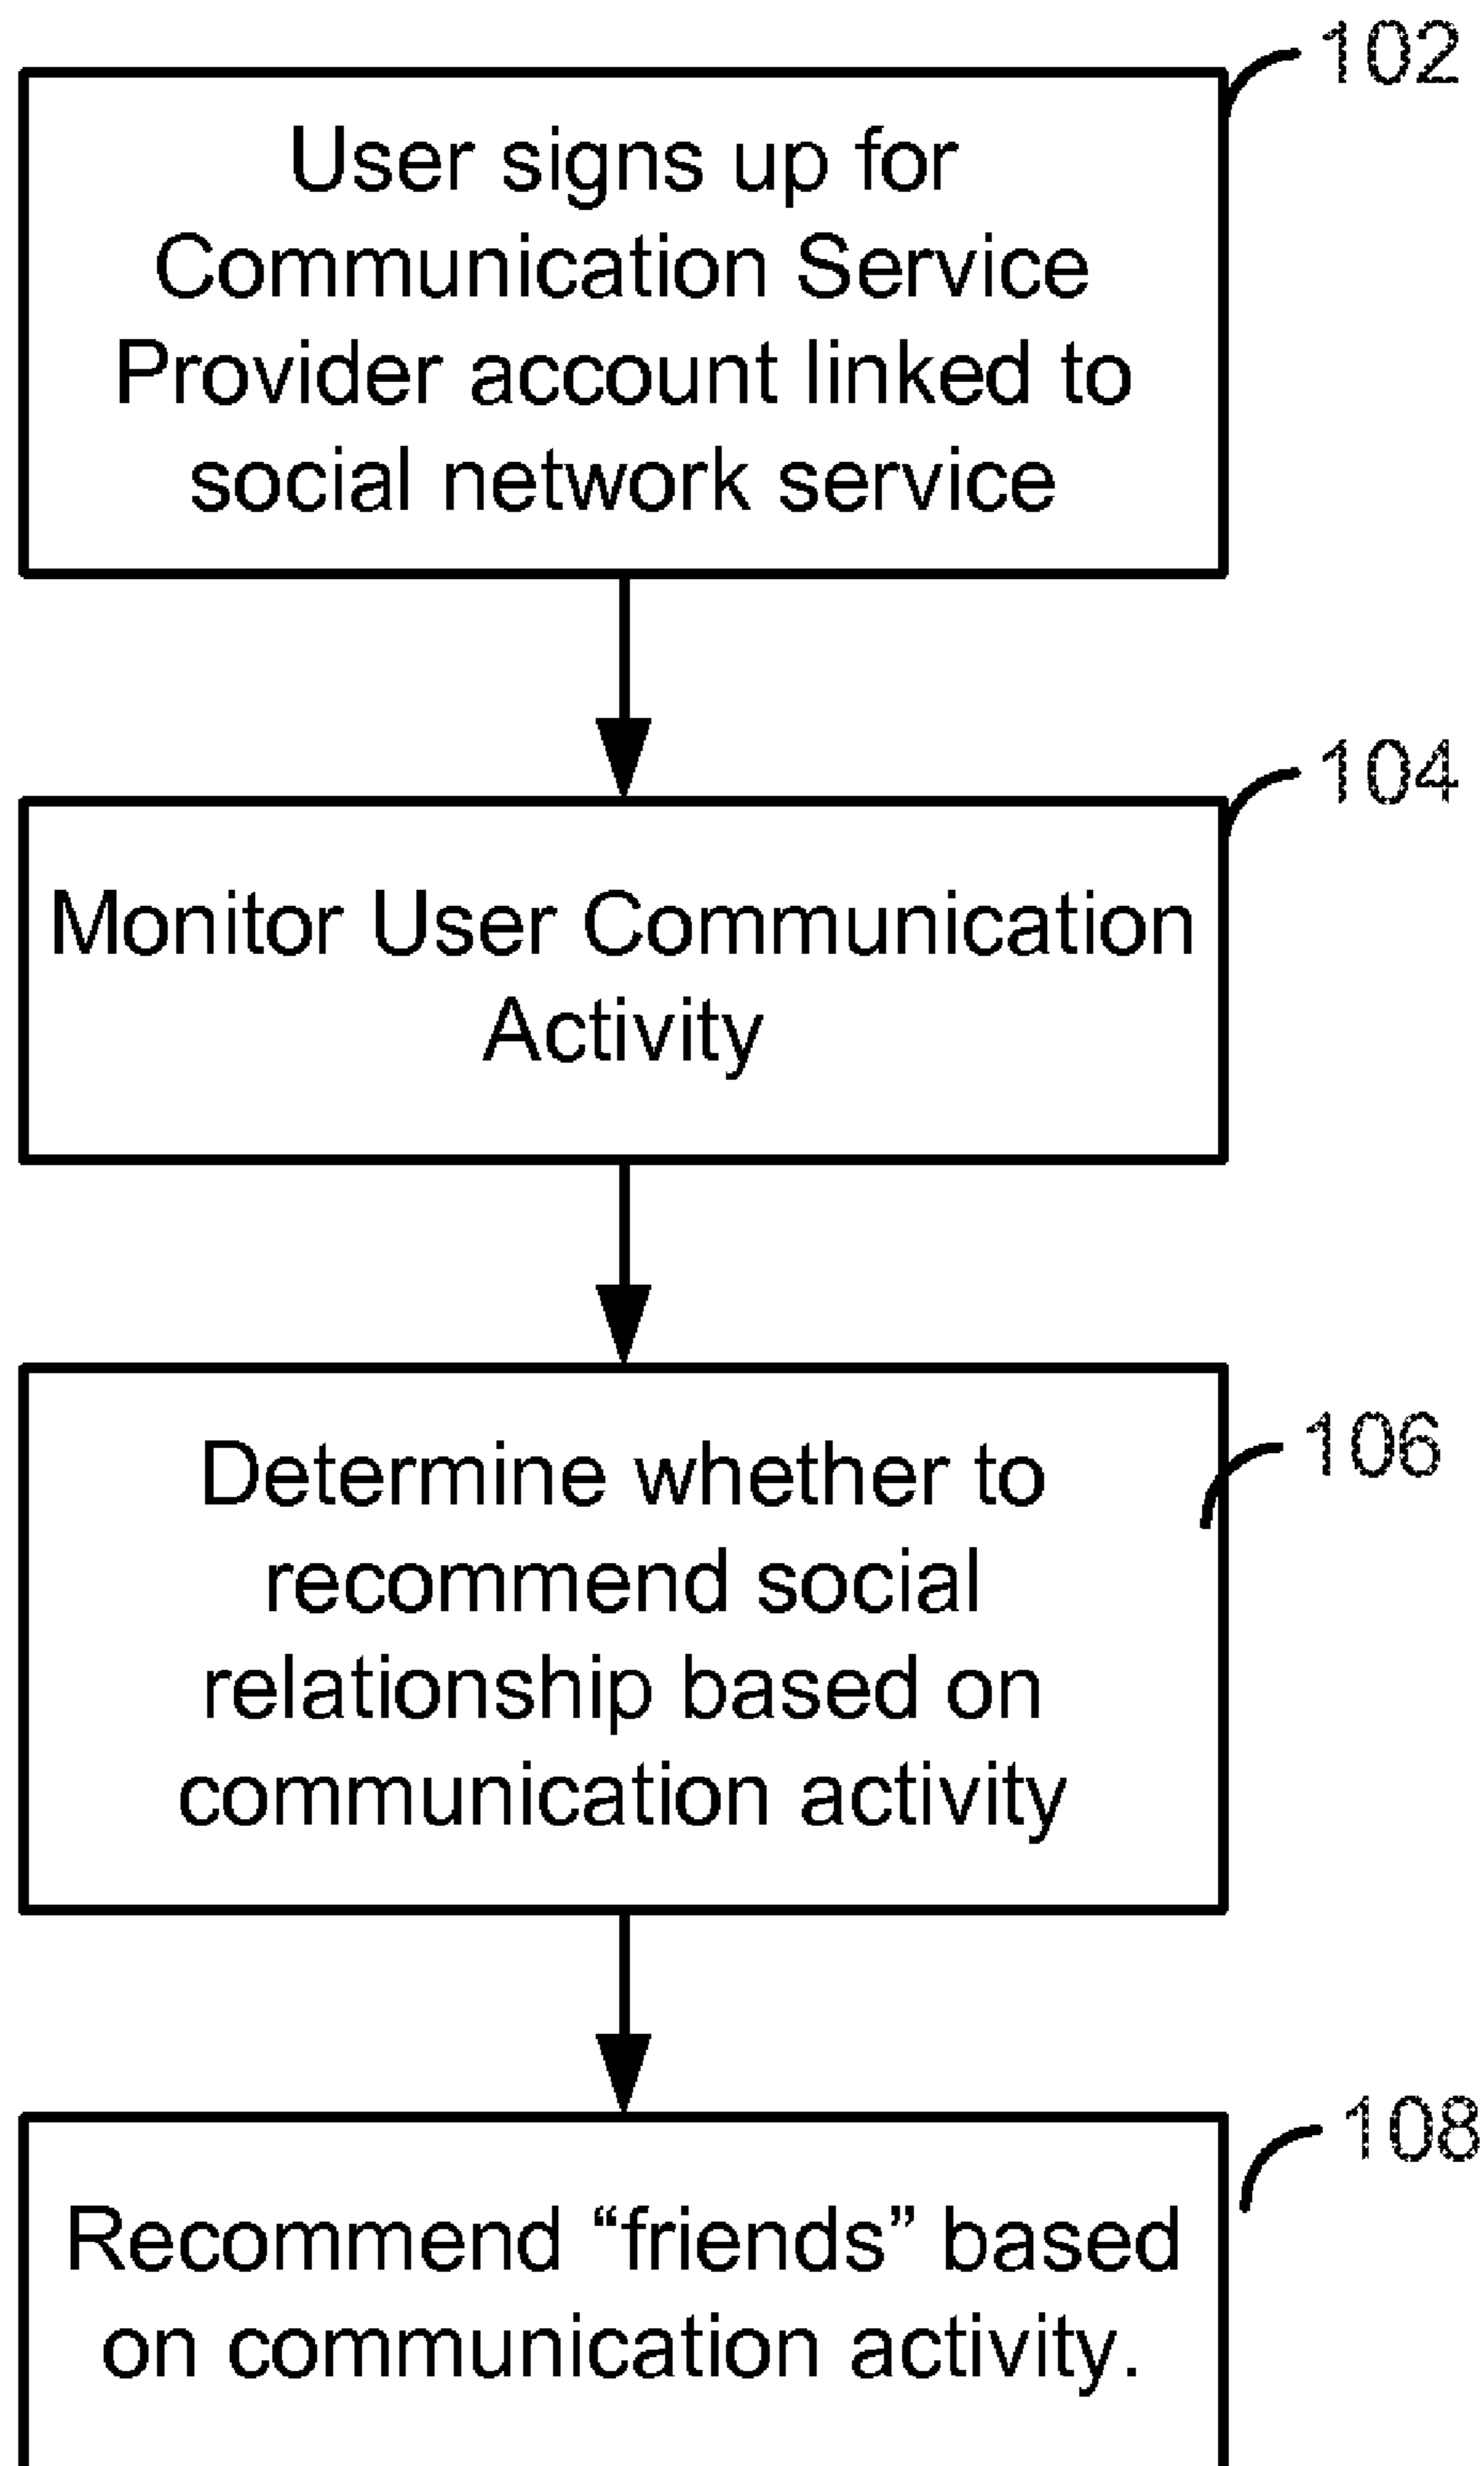 102
User signs up for
Communication Service
Provider account linked to
social network service
104
Monitor User Communication
Activity
106
Determine whether to
recommend social
relationship based on
communication activity
108
Recommend “friends” based
on communication activity.